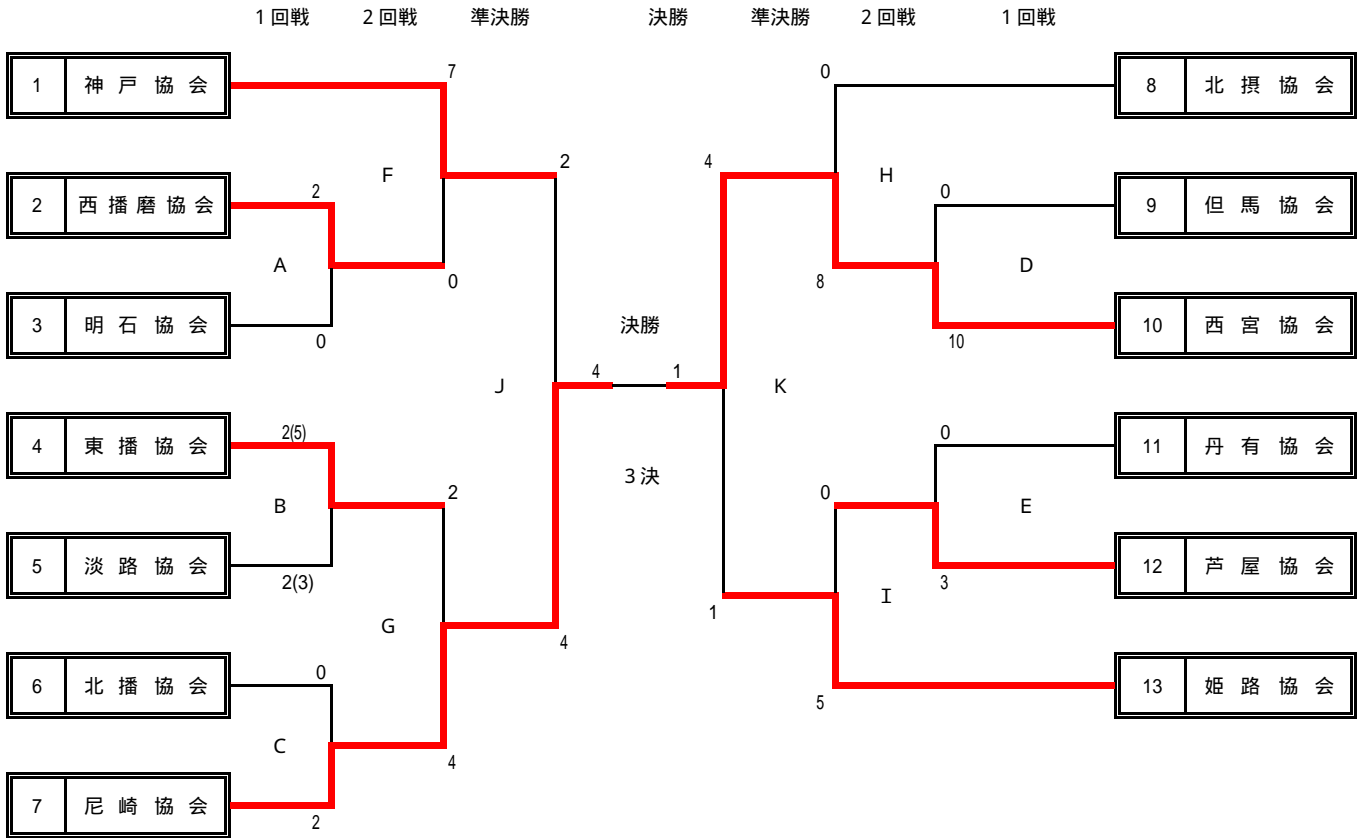 1回戦 2回戦 準決勝 決勝 準決勝 2回戦 1回戦
7 0
1 神戸協会 8 北摂協会
F 2 4 H
2 西播磨協会 2 0 9 但馬協会
A 0 8 D
3 明石協会 0 決勝 10 10 西宮協会
J 4 1 K
4 東播協会 2(5) 0 11 丹有協会
3決
B 2 0 E
5 淡路協会 2(3) 3 12 芦屋協会
G 4 1 I
6 北播協会 0 5 13 姫路協会
C 4
7 尼崎協会 2